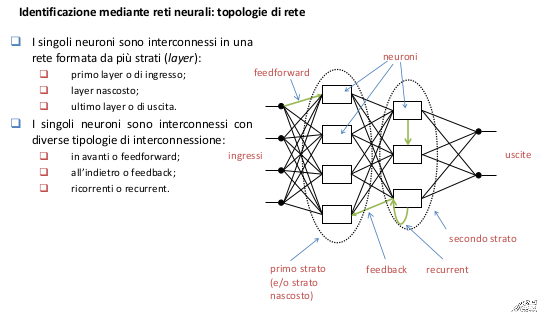 Identificazione mediante reti neurali: topologie di rete
I singoli neuroni sono interconnessi in una
rete formata da più strati (layer):
primo layer o di ingresso;
layer nascosto;
ultimo layer o di uscita.
I singoli neuroni sono interconnessi con
diverse tipologie di interconnessione:
in avanti o feedforward;
all'indietro o feedback;
ricorrenti o recurrent.
neuroni
feedforward
ingressi
uscite
secondo strato
primo strato
(e/o strato
nascosto)
feedback
recurrent